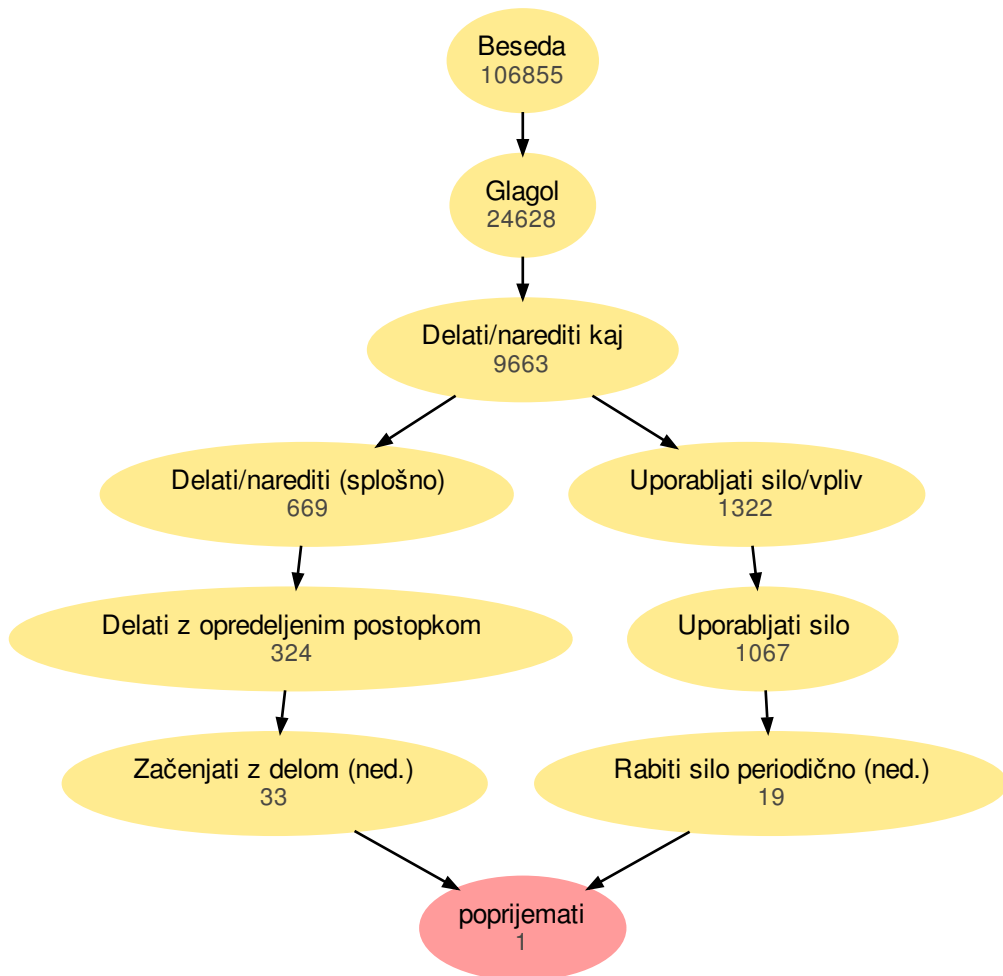 Beseda
106855
Glagol
24628
Delati/narediti kaj
9663
Delati/narediti (splošno)
669
Uporabljati silo/vpliv
1322
Delati z opredeljenim postopkom
324
Uporabljati silo
1067
Začenjati z delom (ned.)
33
Rabiti silo periodično (ned.)
19
poprijemati
1